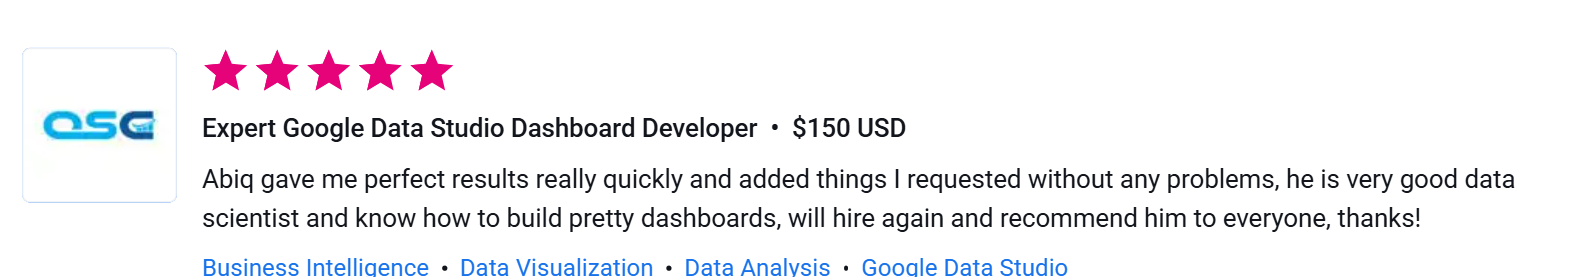 QSG
Expert Google Data Studio Dashboard Developer • $150 USD
Abiq gave me perfect results really quickly and added things I requested without any problems, he is very good data
scientist and know how to build pretty dashboards, will hire again and recommend him to everyone, thanks!
Business Intelligence • Data Visualization • Data Analysis • Google Data Studio